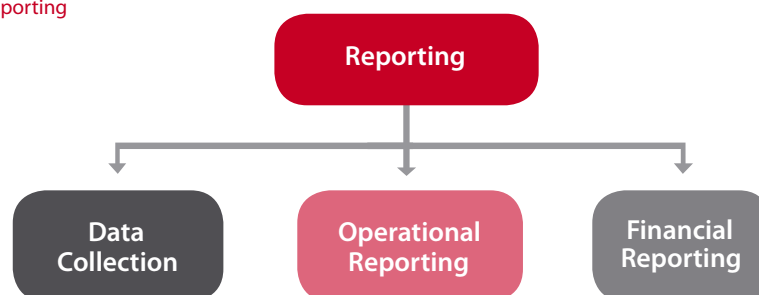 porting
Reporting
Data
Collection
Operational
Reporting
Financial
Reporting